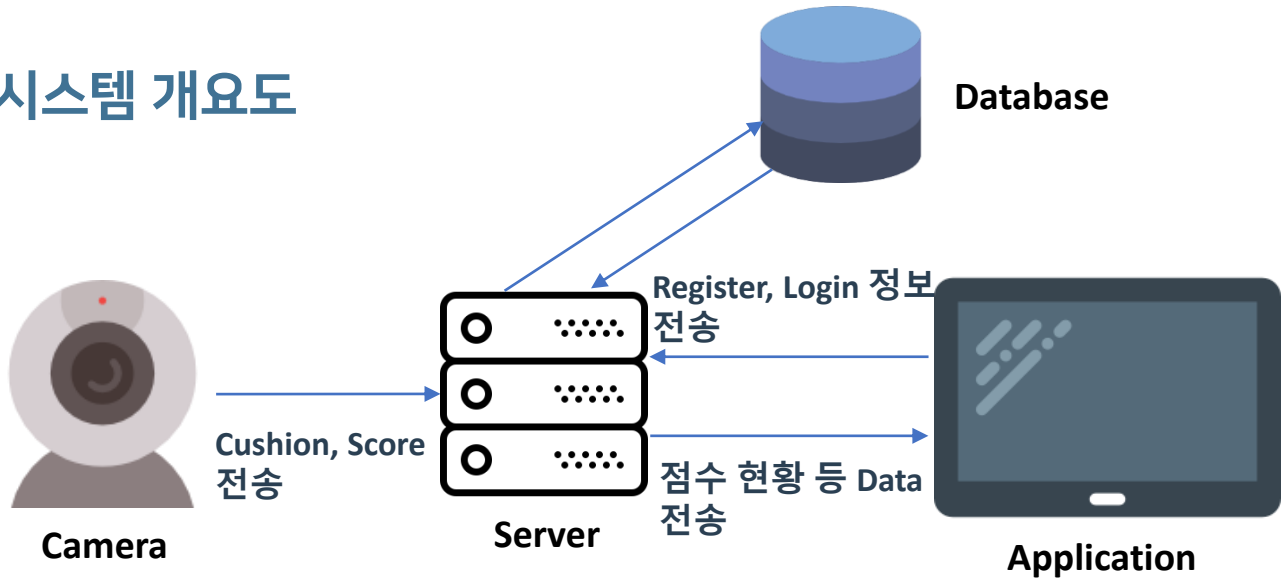 시스템 개요도
Database
Register, Login 정보
전송
Cushion, Score
전송
점수 현황 등 Data
전송
Camera
Server
Application